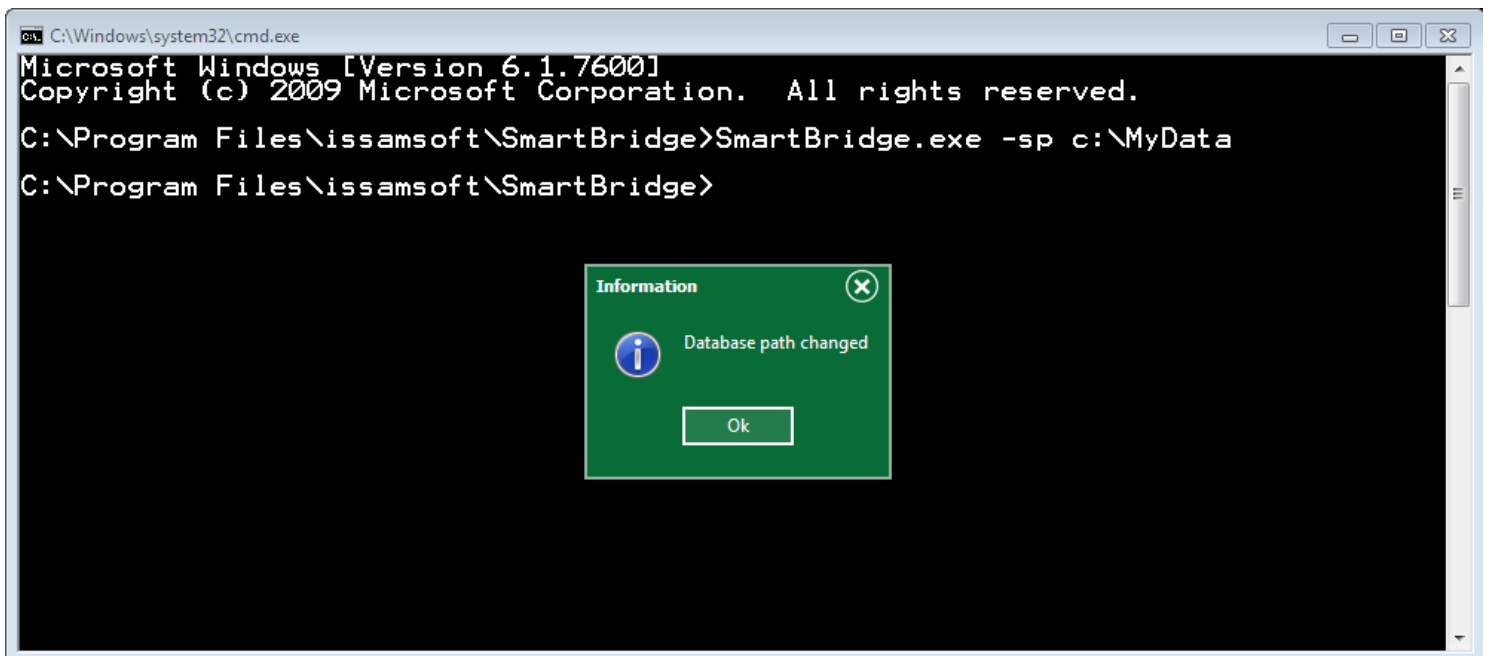 C:\Windows\system32\cmd.exe
Microsoft Windows [Version 6.1.7600]
Copyright (c) 2009 Microsoft Corporation.  All rights reserved.
C:\Program Files\issamsoft\SmartBridge>SmartBridge.exe -sp c:\MyData
C:\Program Files\issamsoft\SmartBridge>
Information
Database path changed
Ok